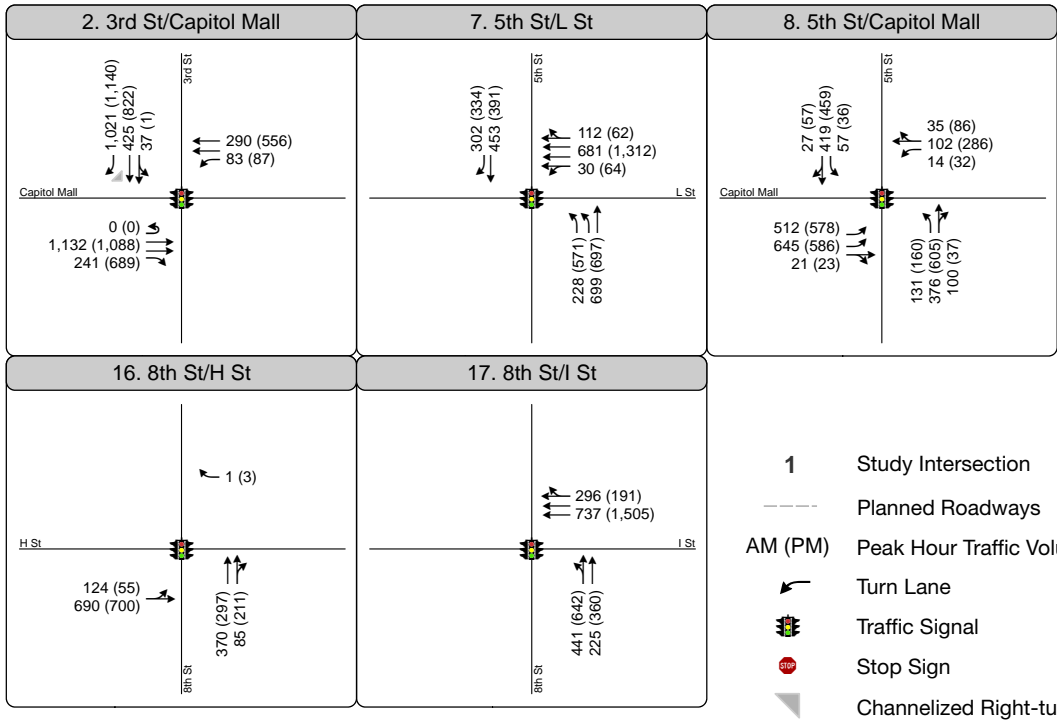 2. 3rd St/Capitol Mall
3rd St
1,021 (1,140)
425 (822)
37 (1)
290 (556)
83 (87)
Capitol Mall
0 (0)
1,132 (1,088)
241 (689)
7. 5th St/L St
5th St
302 (334)
453 (391)
112 (62)
681 (1,312)
30 (64)
L St
228 (571)
699 (697)
8. 5th St/Capitol Mall
5th St
27 (57)
419 (459)
57 (36)
35 (86)
102 (286)
14 (32)
Capitol Mall
512 (578)
645 (586)
21 (23)
131 (160)
376 (605)
100 (37)
16. 8th St/H St
1 (3)
H St
124 (55)
690 (700)
370 (297)
85 (211)
8th St
17. 8th St/I St
296 (191)
737 (1,505)
I St
441 (642)
225 (360)
8th St
1 Study Intersection
Planned Roadways
AM (PM) Peak Hour Traffic Volu
Turn Lane
Traffic Signal
STOP Stop Sign
Channelized Right-tu